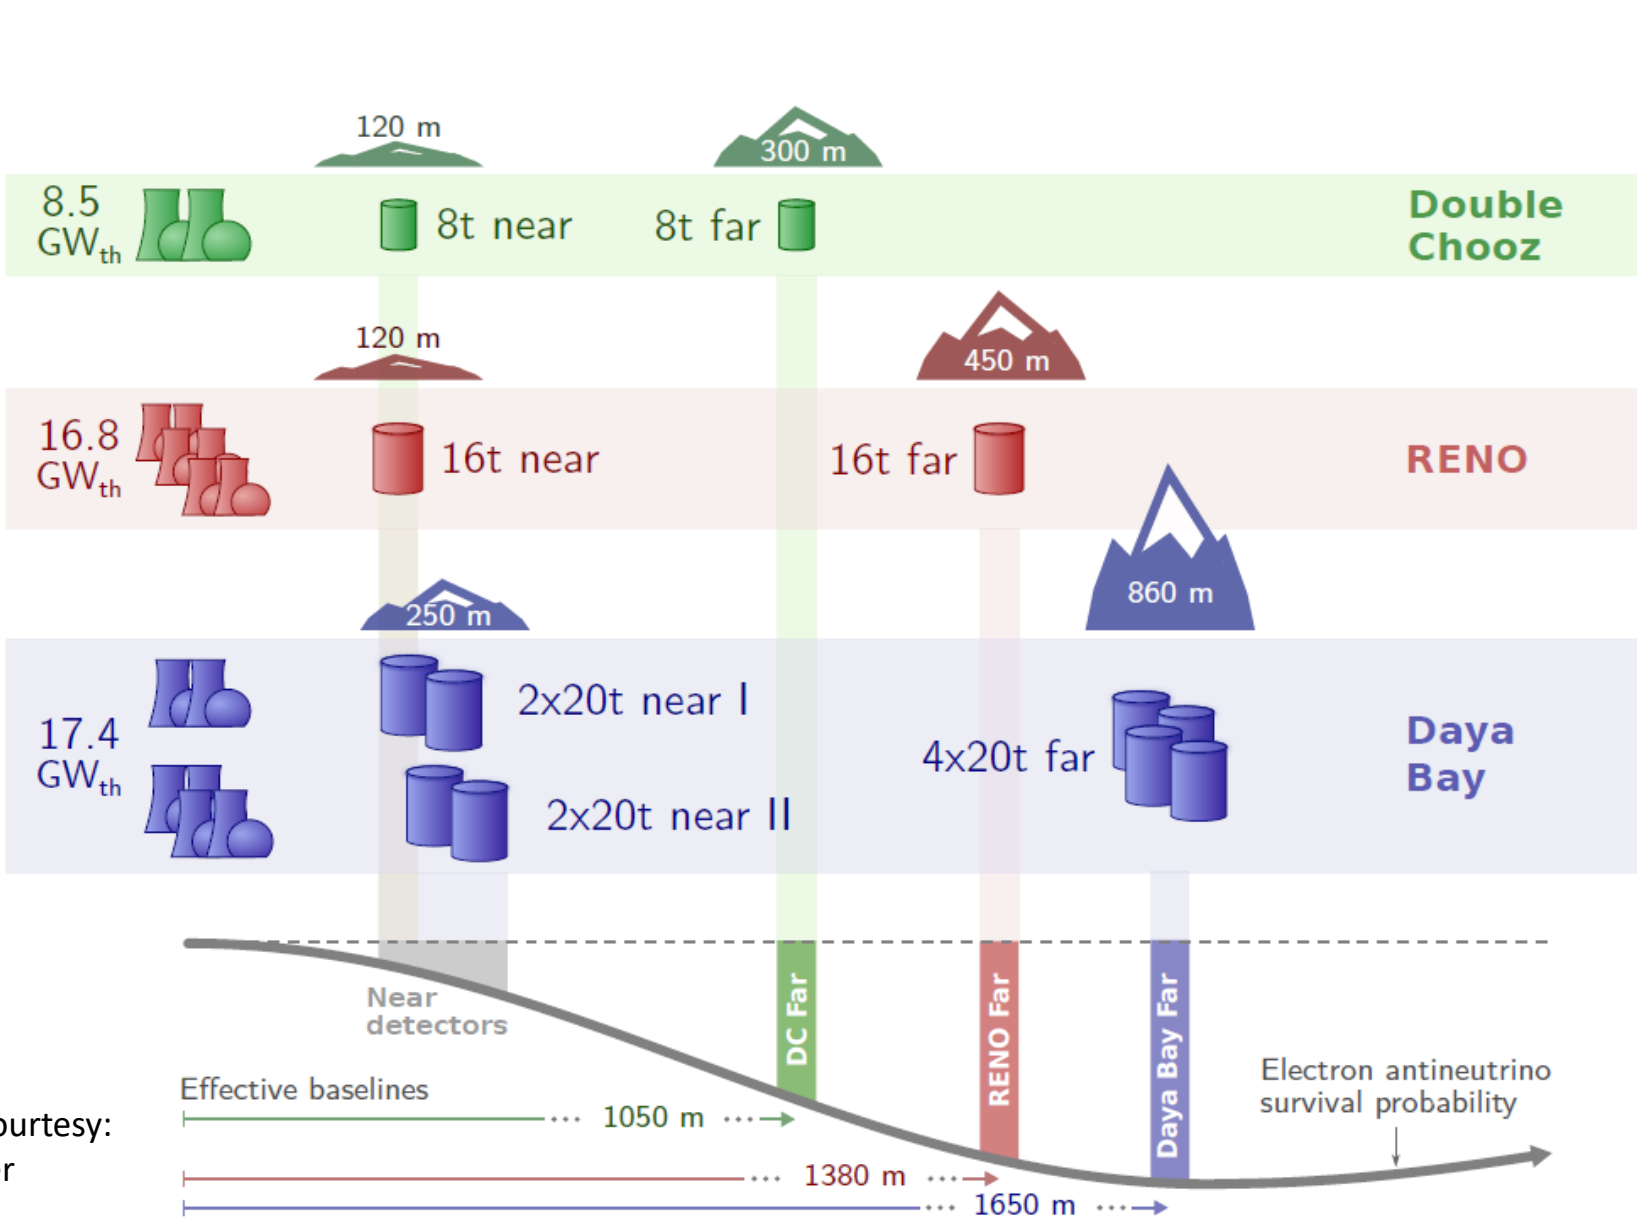 120 m
300 m
8.5
GWth
8t near
8t far
Double
Chooz
120 m
450 m
16.8
GWth
16t near
16t far
RENO
250 m
860 m
17.4
GWth
2x20t near I
2x20t near II
4x20t far
Daya
Bay
Near
detectors
DC Far
RENO Far
Daya Bay Far
Electron antineutrino
survival probability
Effective baselines
1050 m
1380 m
1650 m
ourtesy:
r